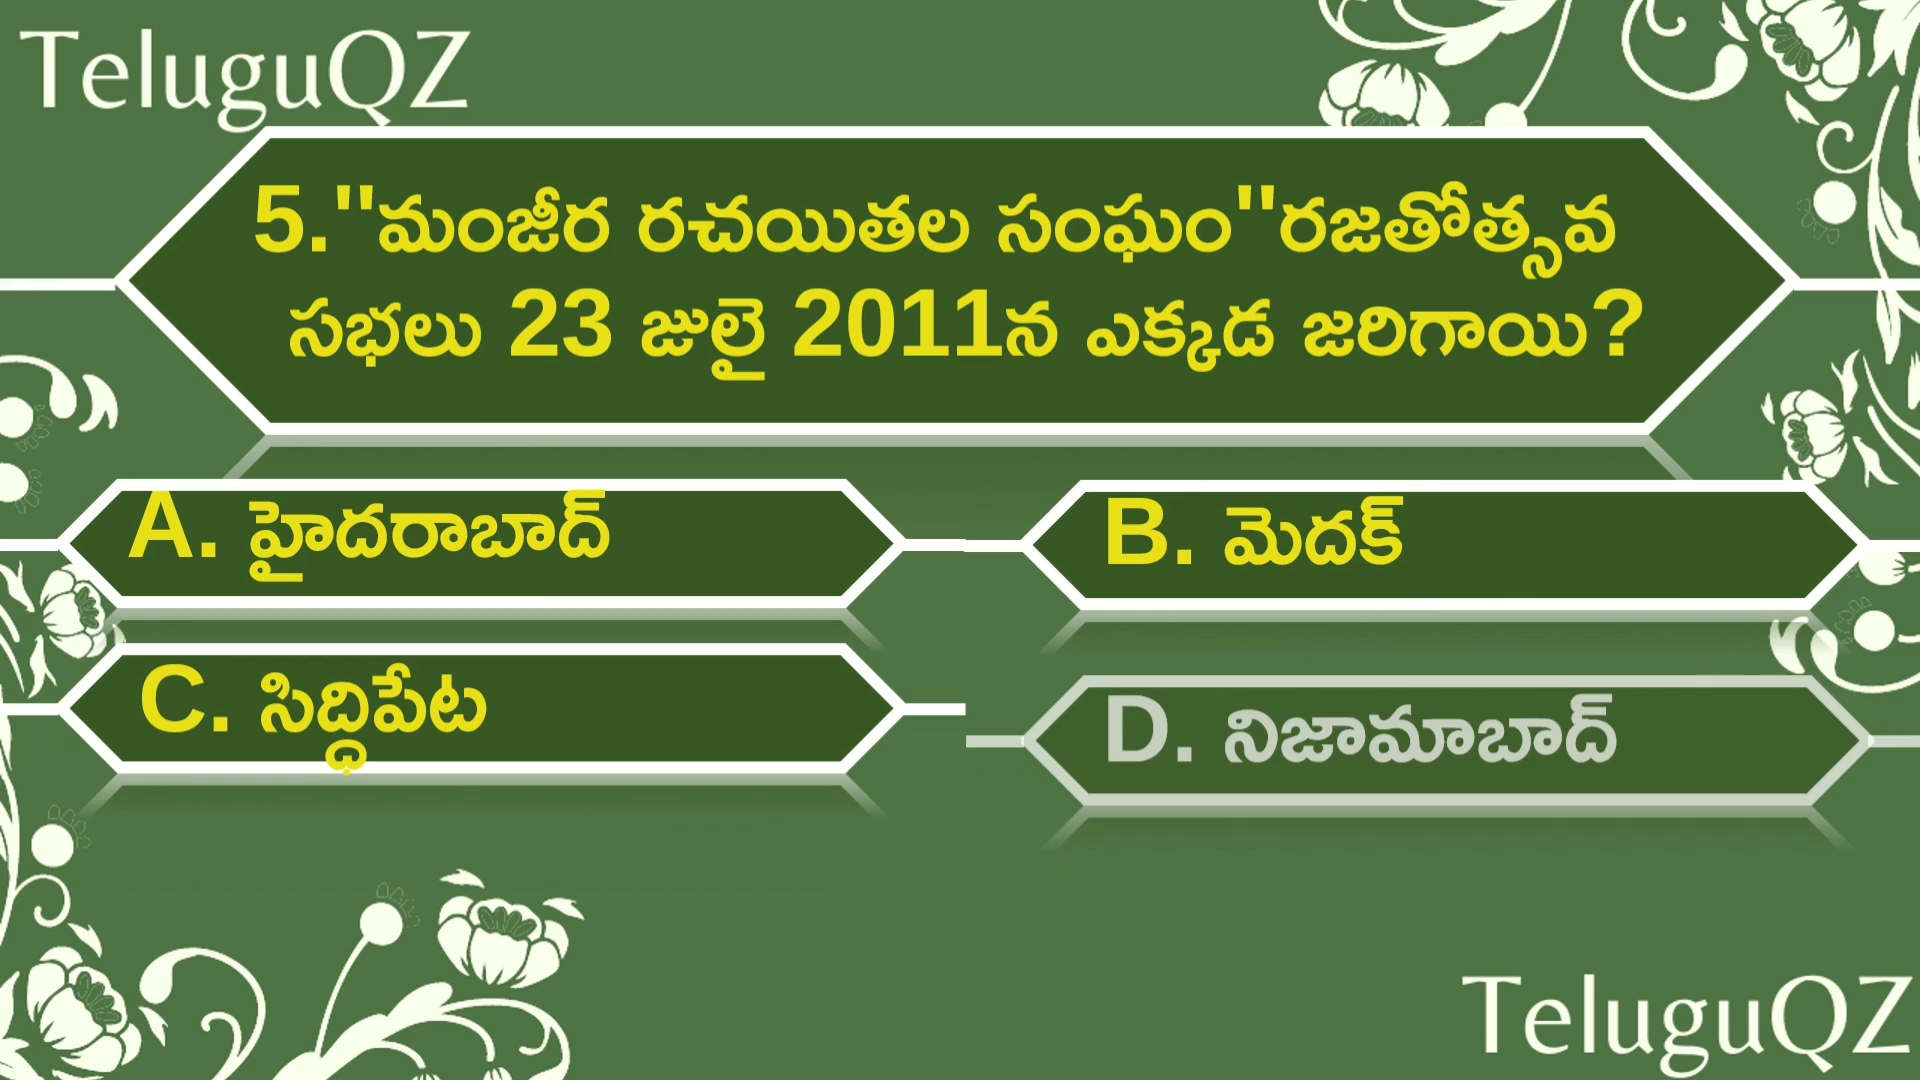 TeluguQZ
5."మంజీర రచయితల సంఘం"రజతోత్సవ
సభలు 23 జులై 2011న ఎక్కడ జరిగాయి?
A. హైదరాబాద్
B. మెదక్
C. సిద్ధిపేట
D. నిజామాబాద్
TeluguQZ